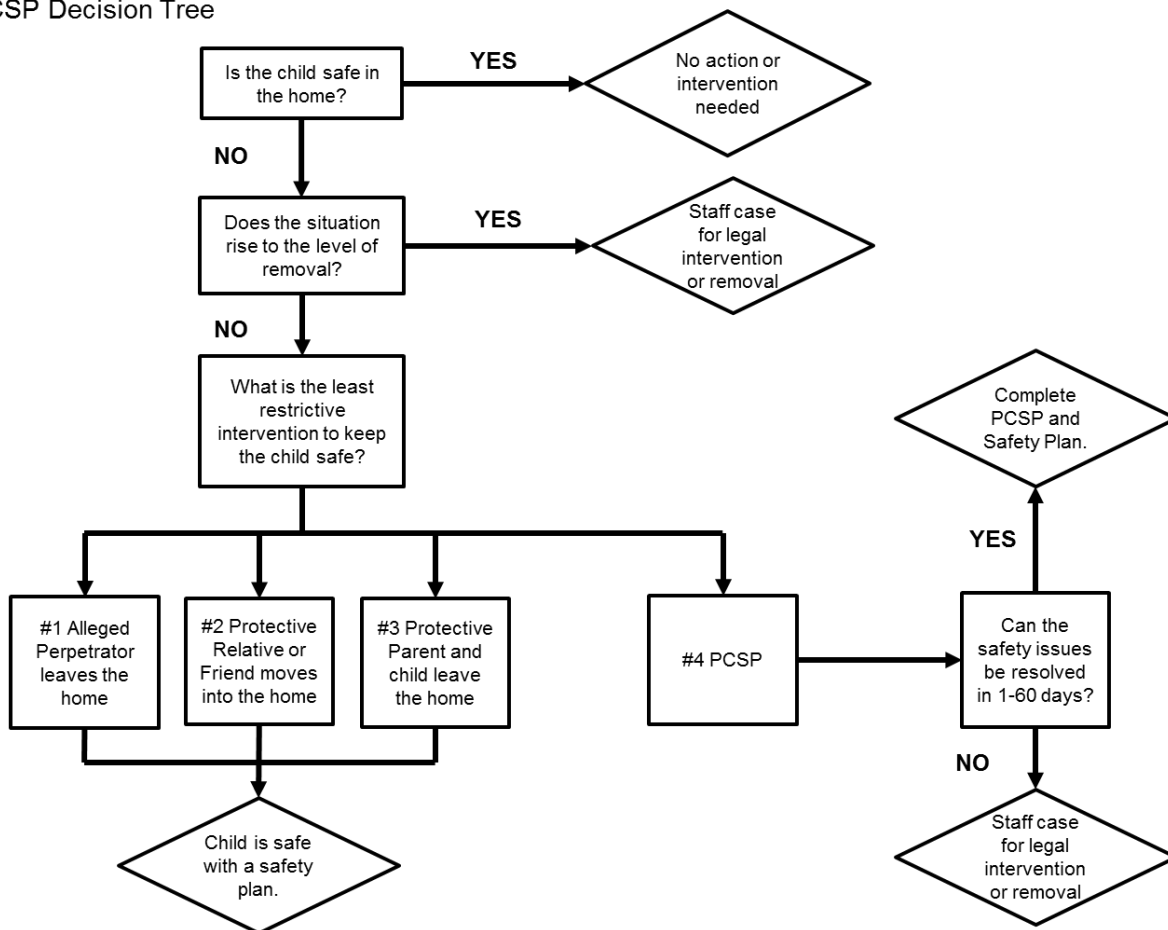 CSP Decision Tree
Is the child safe in
the home?
YES
No action or
intervention
needed
NO
Does the situation
rise to the level of
removal?
YES
Staff case
for legal
intervention
or removal
NO
What is the least
restrictive
intervention to keep
the child safe?
#1 Alleged
Perpetrator
leaves the
home
#2 Protective
Relative or
Friend moves
into the home
#3 Protective
Parent and
child leave
the home
#4 PCSP
Can the
safety issues
be resolved
in 1-60 days?
YES
Complete
PCSP and
Safety Plan.
NO
Staff case
for legal
intervention
or removal
Child is safe
with a safety
plan.